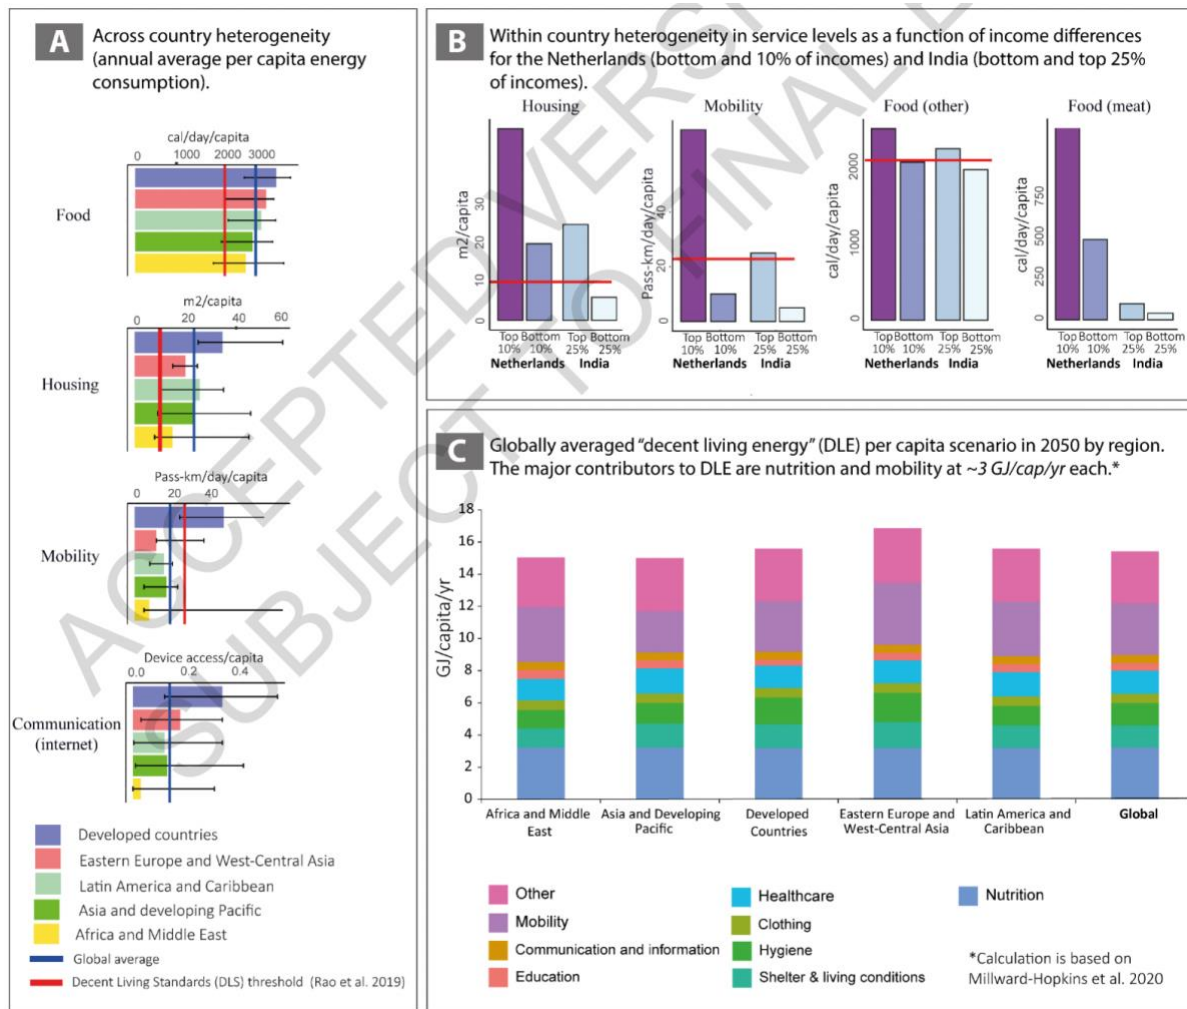 A
Across country heterogeneity
(annual average per capita energy
consumption).
cal/day/capita
0 1000 2000 3000
Food
m2/capita
0 20 40 60
Housing
Pass-km/day/capita
0 20 40
Mobility
Device access/capita
0.0 0.2 0.4
Communication
(internet)
Developed countries
Eastern Europe and West-Central Asia
Latin America and Caribbean
Asia and developing Pacific
Africa and Middle East
Global average
Decent Living Standards (DLS) threshold (Rao et al. 2019)
B
Within country heterogeneity in service levels as a function of income differences
for the Netherlands (bottom and 10% of incomes) and India (bottom and top 25%
of incomes).
Housing
m2/capita
0 10 20 30
Top Bottom Top Bottom
10% 10% 25% 25%
Netherlands India
Mobility
Pass-km/day/capita
0 20 40
Top Bottom Top Bottom
10% 10% 25% 25%
Netherlands India
Food (other)
cal/day/capita
0 1000 2000
Top Bottom Top Bottom
10% 10% 25% 25%
Netherlands India
Food (meat)
cal/day/capita
0 250 500 750
Top Bottom Top Bottom
10% 10% 25% 25%
Netherlands India
C
Globally averaged “decent living energy” (DLE) per capita scenario in 2050 by region.
The major contributors to DLE are nutrition and mobility at ~3 GJ/cap/yr each.*
GJ/capita/yr
18
16
14
12
10
8
6
4
2
0
Africa and Middle
East
Asia and Developing
Pacific
Developed
Countries
Eastern Europe and
West-Central Asia
Latin America and
Caribbean
Global
Other
Mobility
Communication and information
Education
Healthcare
Clothing
Hygiene
Shelter & living conditions
Nutrition
*Calculation is based on
Millward-Hopkins et al. 2020
ACCEPTED VERS
SUBJECT TO FINAL